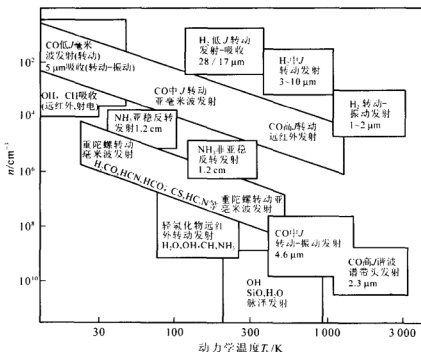 CO低J毫米
波发射(转动)
5 μm吸收(转动-振动)
H₂低J转动
发射-吸收
28 / 17 μm
H₂中J
转动发射
3~10 μm
H₂转动-
振动发射
1~2 μm
OH, CH吸收
(远红外、射电)
CO中J转动
亚毫米波发射
CO高J转动
远红外发射
NH₃亚稳反转
发射1.2 cm
NH₃非亚稳
反转发射
1.2 cm
重陀螺转动
毫米波发射
H₂CO,HCN,HCO⁺CS,HC₃N等
重陀螺转动亚
毫米波发射
轻氢化物远红
外转动发射
H₂O,OH,CH,NH₃
CO中J
转动-振动发射
4.6 μm
CO高J谐波
谱带头发射
2.3 μm
OH
SiO,H₂O
脉泽发射
n/cm⁻³
10²
10⁴
10⁶
10⁸
10¹⁰
30
100
300
1 000
3 000
动力学温度Tₖ/K